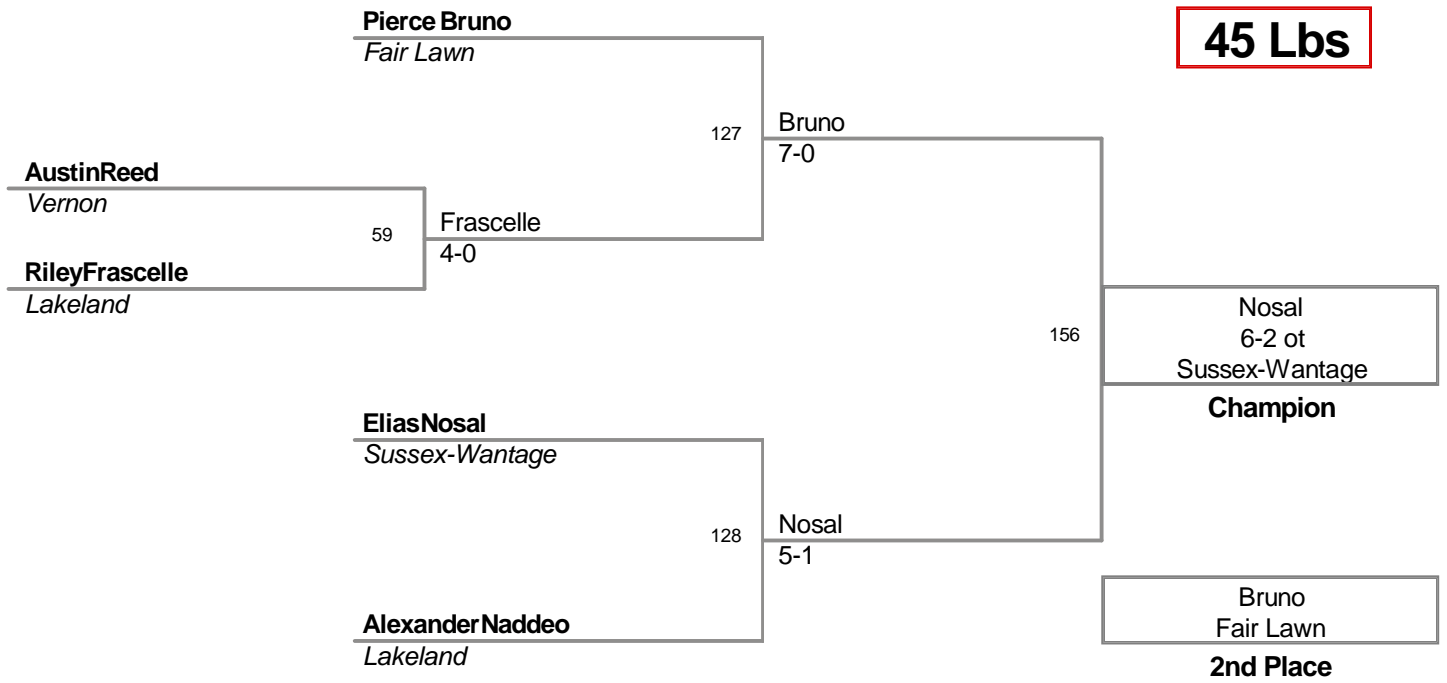 Pierce Bruno
Fair Lawn
45 Lbs
127
Bruno
7-0
AustinReed
Vernon
59
Frascelle
4-0
RileyFrascelle
Lakeland
156
Nosal
6-2 ot
Sussex-Wantage
Champion
EliasNosal
Sussex-Wantage
128
Nosal
5-1
AlexanderNaddeo
Lakeland
Bruno
Fair Lawn
2nd Place